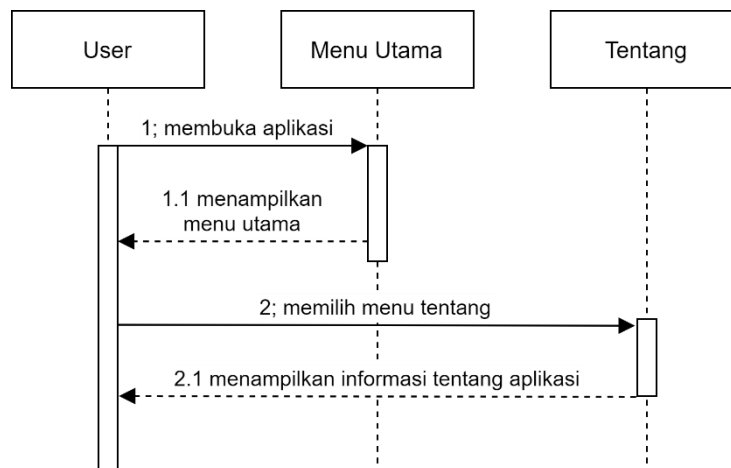 User
Menu Utama
Tentang
1; membuka aplikasi
1.1 menampilkan
menu utama
2; memilih menu tentang
2.1 menampilkan informasi tentang aplikasi